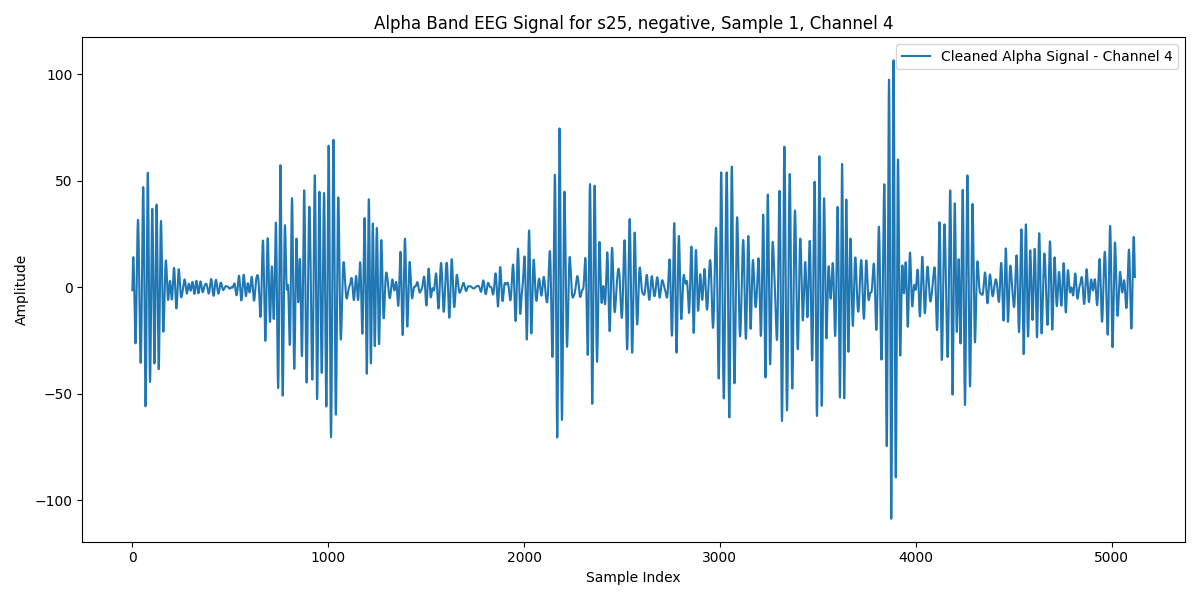 Alpha Band EEG Signal for s25, negative, Sample 1, Channel 4
Cleaned Alpha Signal - Channel 4
Amplitude
100
50
0
−50
−100
0 1000 2000 3000 4000 5000
Sample Index